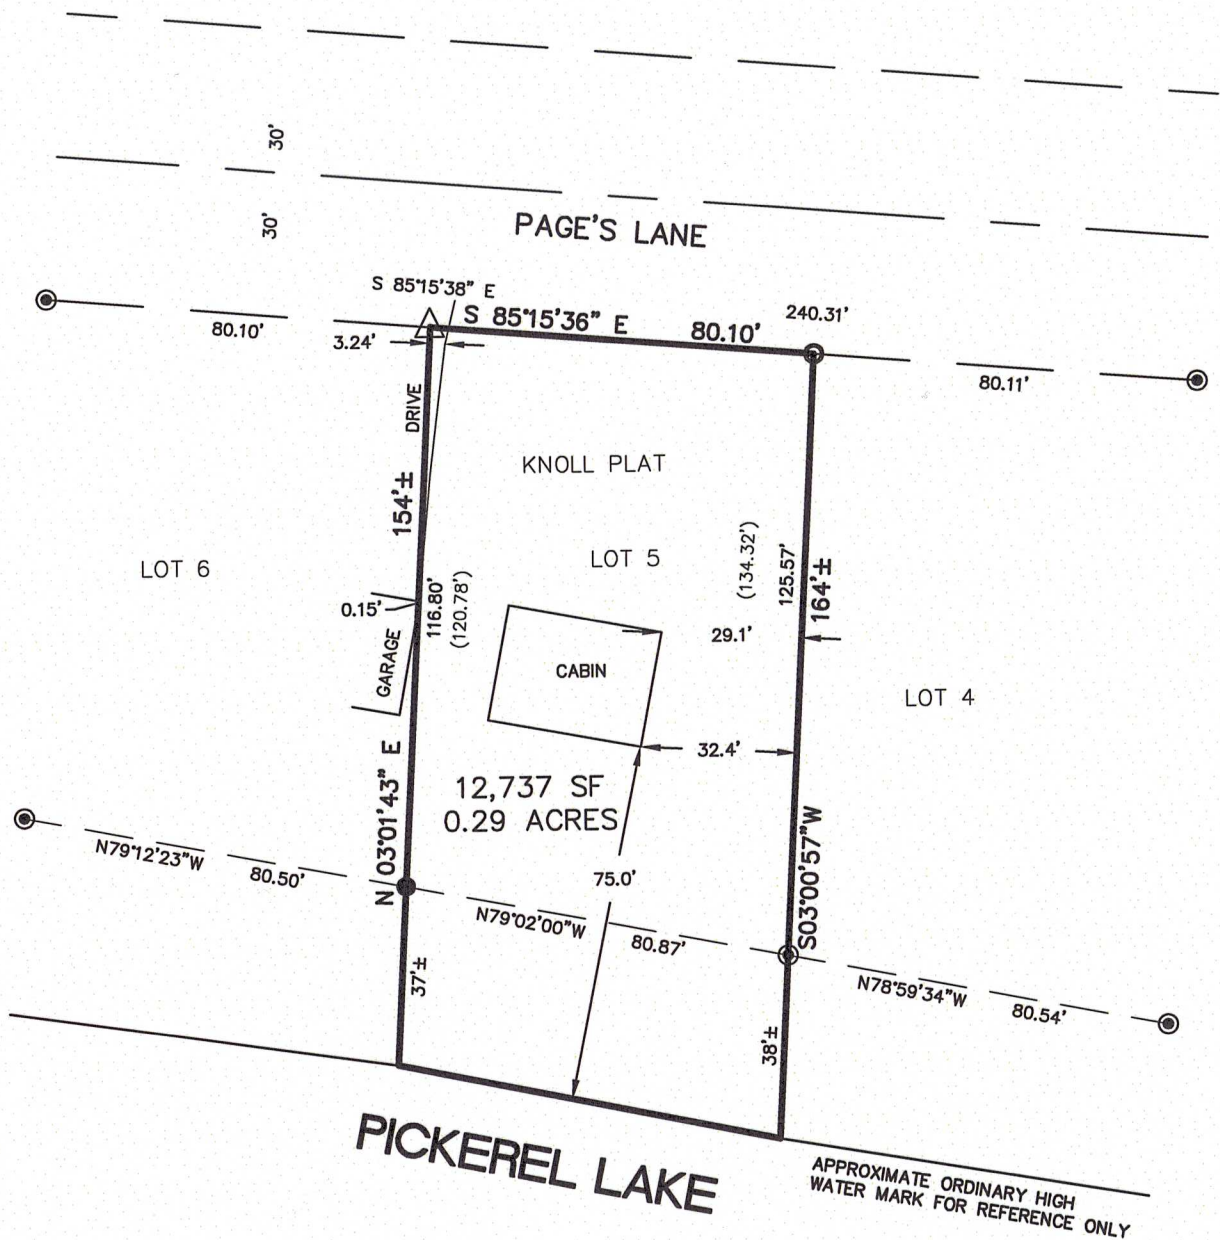 30'
30'
PAGE'S LANE
S 85°15'38" E
S 85°15'36" E 80.10'
240.31'
80.10'
3.24'
80.11'
DRIVE
KNOLL PLAT
154'±
LOT 6
LOT 5
(134.32')
125.57'
164'±
0.15'
116.80'
(120.78')
29.1'
GARAGE
CABIN
LOT 4
32.4'
N 03°01'43" E
12,737 SF
0.29 ACRES
S03°00'57"W
N79°12'23"W 80.50'
75.0'
N79°02'00"W 80.87'
N78°59'34"W 80.54'
37'±
38'±
PICKEREL LAKE
APPROXIMATE ORDINARY HIGH
WATER MARK FOR REFERENCE ONLY